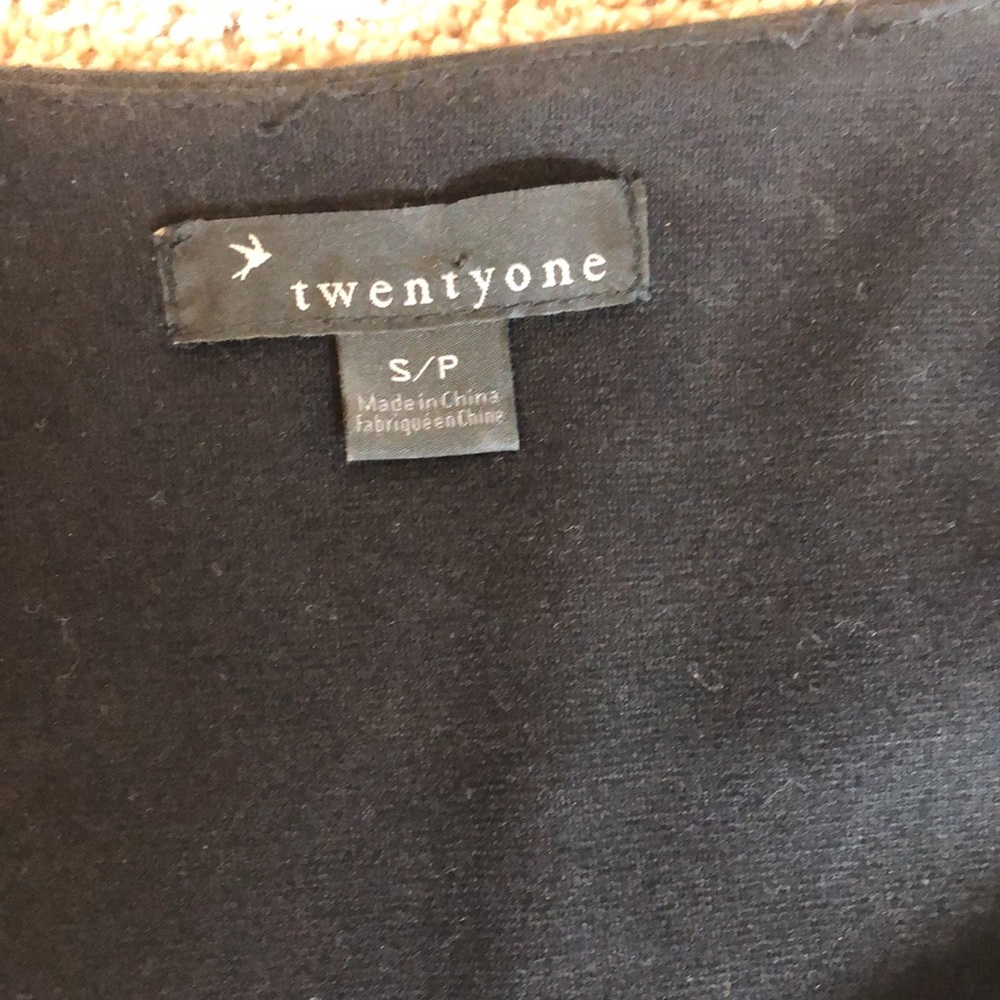 twentyone
S/P
Made in China
Fabriqué en Chine